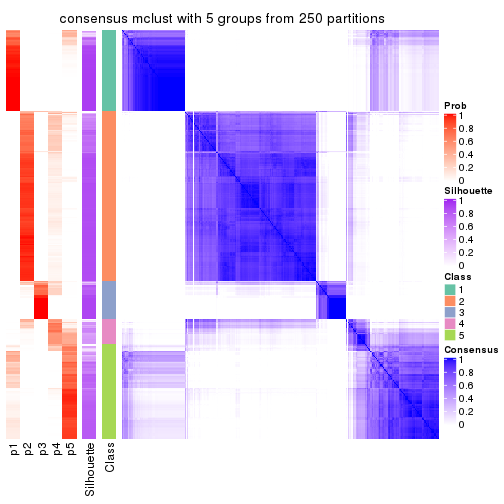 consensus mclust with 5 groups from 250 partitions
Prob
1
0.8
0.6
0.4
0.2
0
Silhouette
1
0.8
0.6
0.4
0.2
0
Class
1
2
3
4
5
Consensus
1
0.8
0.6
0.4
0.2
0
p1
p2
p3
p4
p5
Silhouette
Class